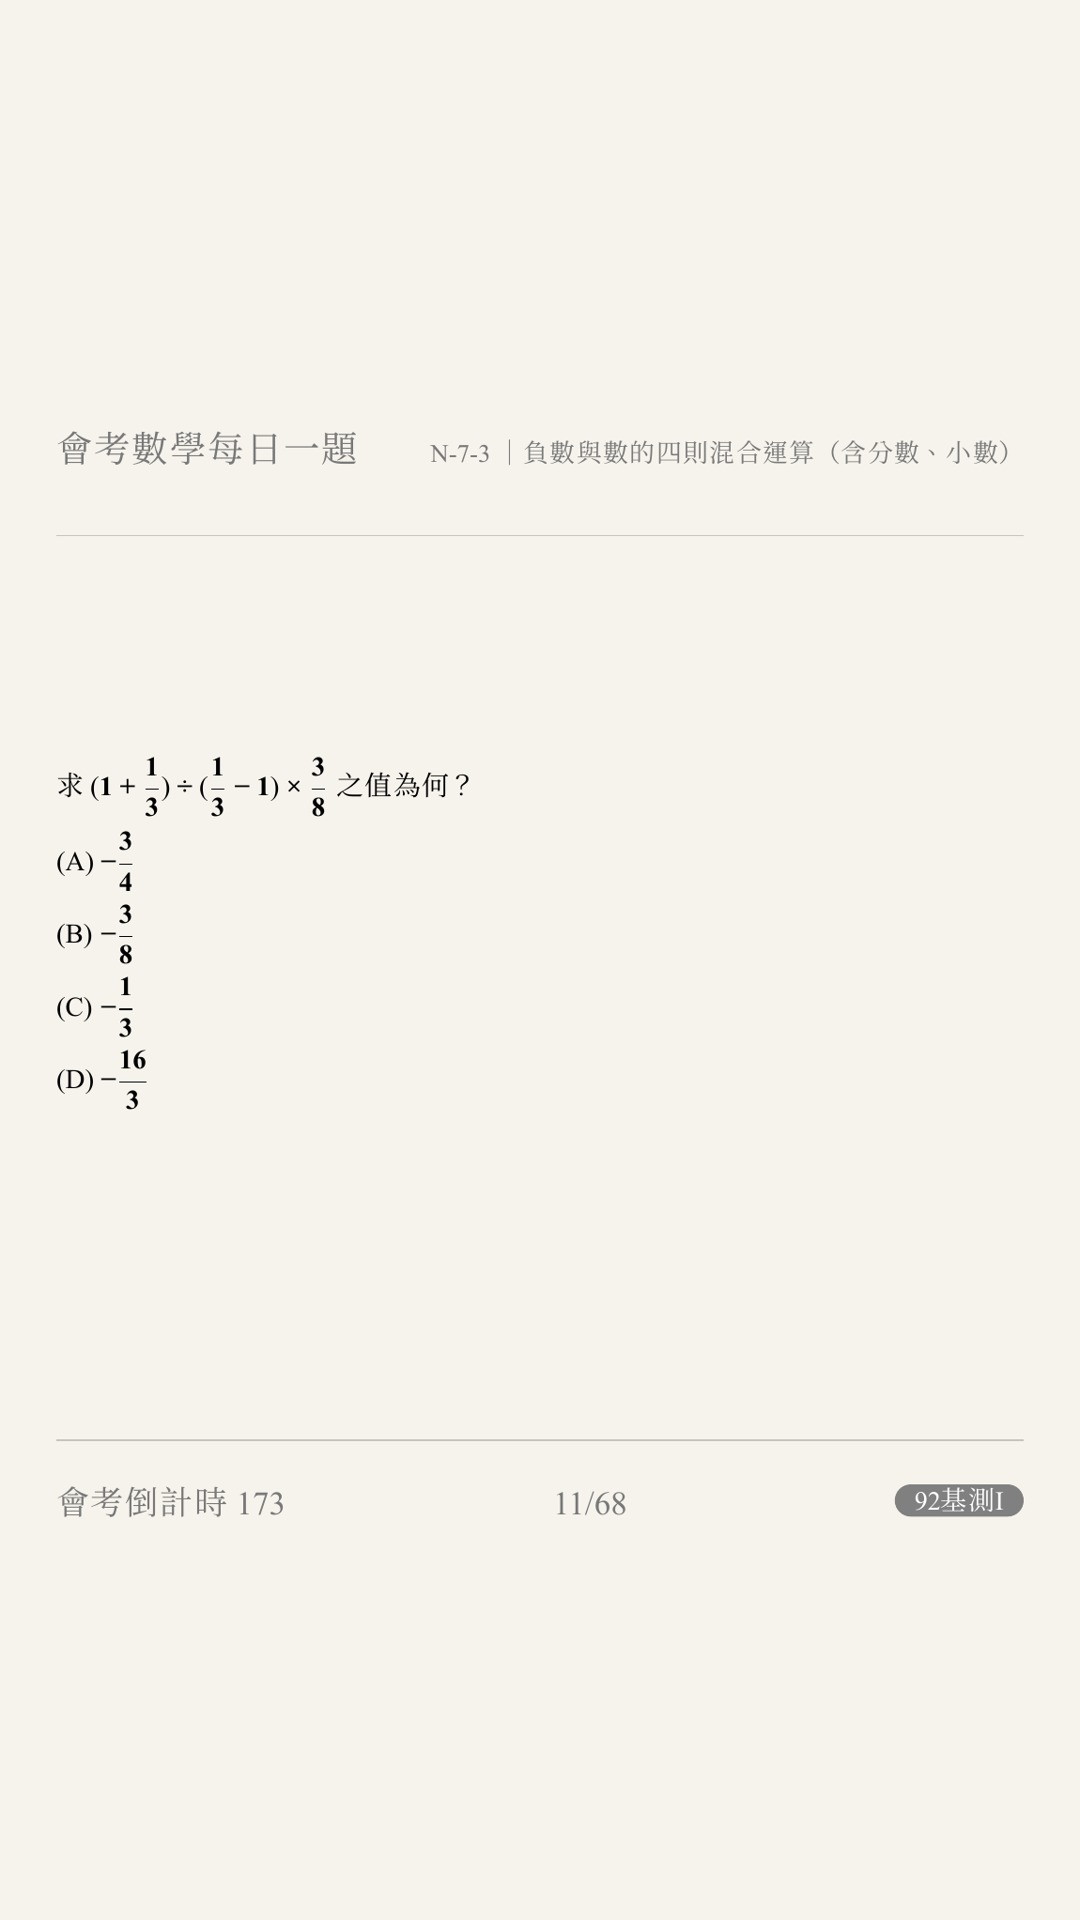 會考數學每日一題
N-7-3｜負數與數的四則混合運算（含分數、小數）
求 (1 + 1/3) ÷ (1/3 − 1) × 3/8 之值為何？
(A) −3/4
(B) −3/8
(C) −1/3
(D) −16/3
會考倒計時 173
11/68
92基測I